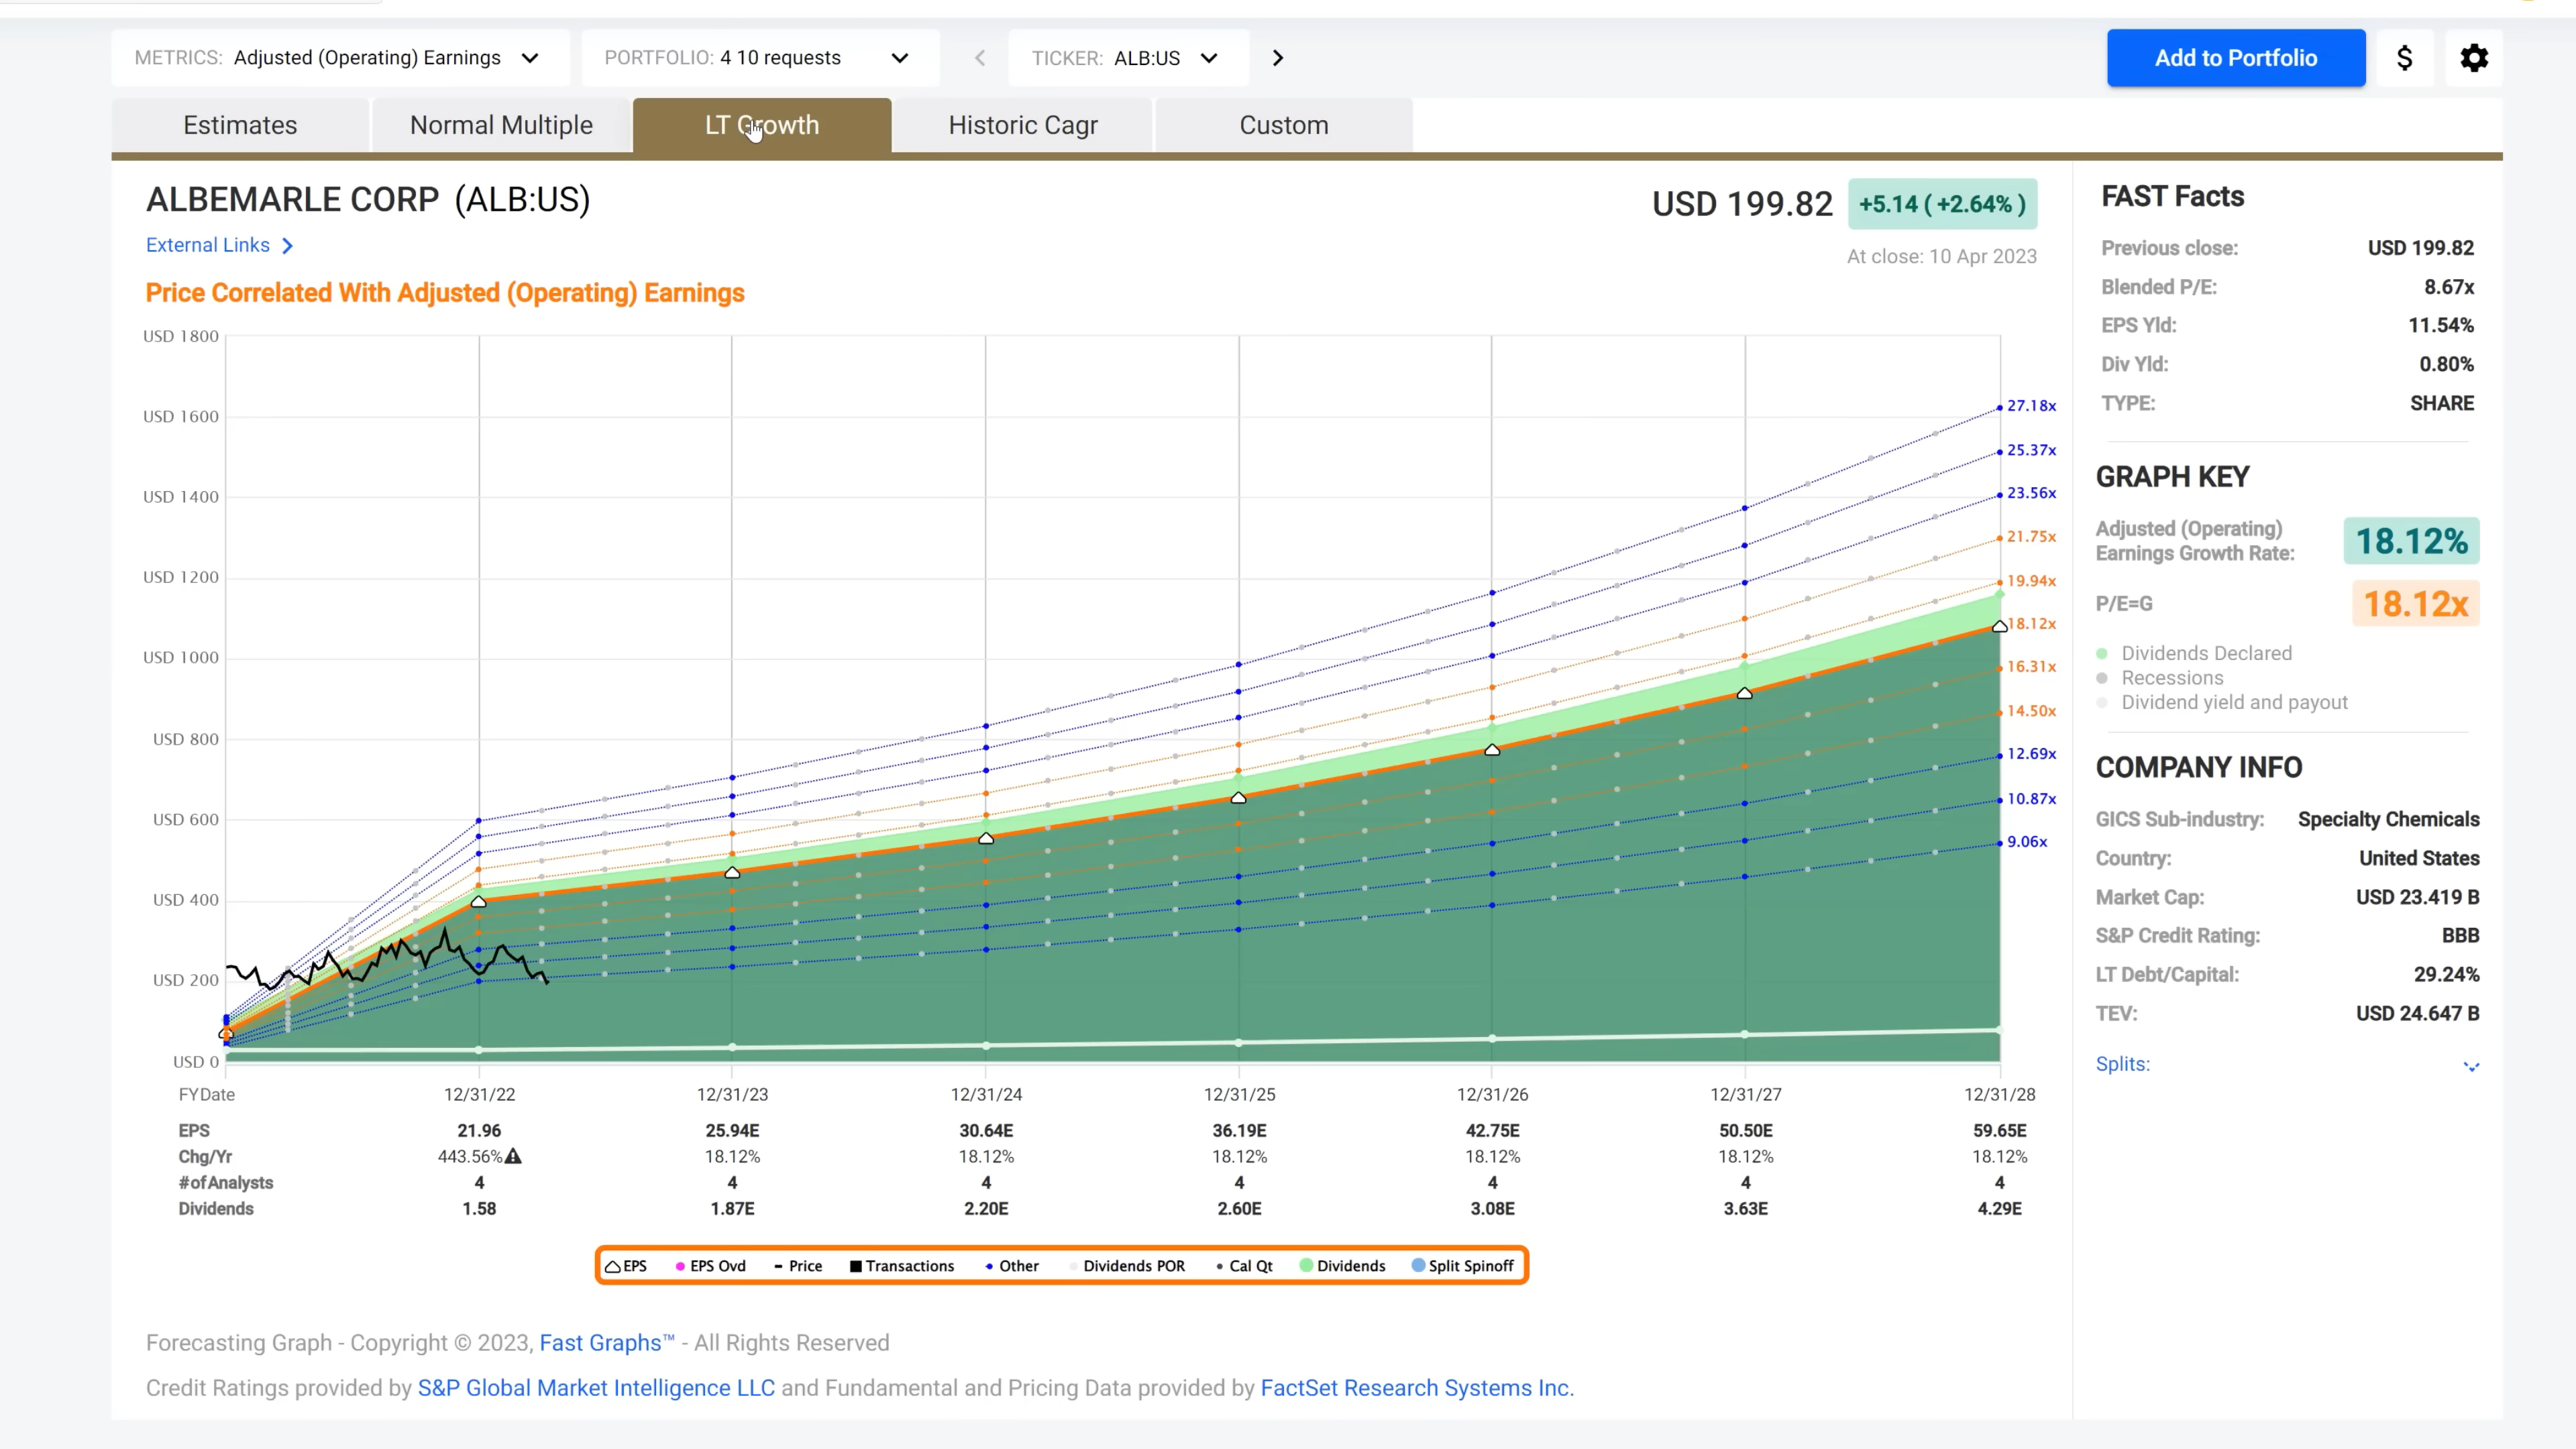 METRICS: Adjusted (Operating) Earnings PORTFOLIO: 4 10 requests TICKER: ALB:US Add to Portfolio $
Estimates Normal Multiple LT Growth Historic Cagr Custom
ALBEMARLE CORP (ALB:US)
USD 199.82 +5.14 ( +2.64% )
External Links
At close: 10 Apr 2023
Price Correlated With Adjusted (Operating) Earnings
USD 1800
USD 1600
USD 1400
USD 1200
USD 1000
USD 800
USD 600
USD 400
USD 200
USD 0
27.18x
25.37x
23.56x
21.75x
19.94x
18.12x
16.31x
14.50x
12.69x
10.87x
9.06x
FYDate 12/31/22 12/31/23 12/31/24 12/31/25 12/31/26 12/31/27 12/31/28
EPS 21.96 25.94E 30.64E 36.19E 42.75E 50.50E 59.65E
Chg/Yr 443.56% 18.12% 18.12% 18.12% 18.12% 18.12% 18.12%
#ofAnalysts 4 4 4 4 4 4 4
Dividends 1.58 1.87E 2.20E 2.60E 3.08E 3.63E 4.29E
EPS EPS Ovd Price Transactions Other Dividends POR Cal Qt Dividends Split Spinoff
Forecasting Graph - Copyright © 2023, Fast Graphs™ - All Rights Reserved
Credit Ratings provided by S&P Global Market Intelligence LLC and Fundamental and Pricing Data provided by FactSet Research Systems Inc.
FAST Facts
Previous close: USD 199.82
Blended P/E: 8.67x
EPS Yld: 11.54%
Div Yld: 0.80%
TYPE: SHARE
GRAPH KEY
Adjusted (Operating)
Earnings Growth Rate: 18.12%
P/E=G 18.12x
Dividends Declared
Recessions
Dividend yield and payout
COMPANY INFO
GICS Sub-industry: Specialty Chemicals
Country: United States
Market Cap: USD 23.419 B
S&P Credit Rating: BBB
LT Debt/Capital: 29.24%
TEV: USD 24.647 B
Splits: